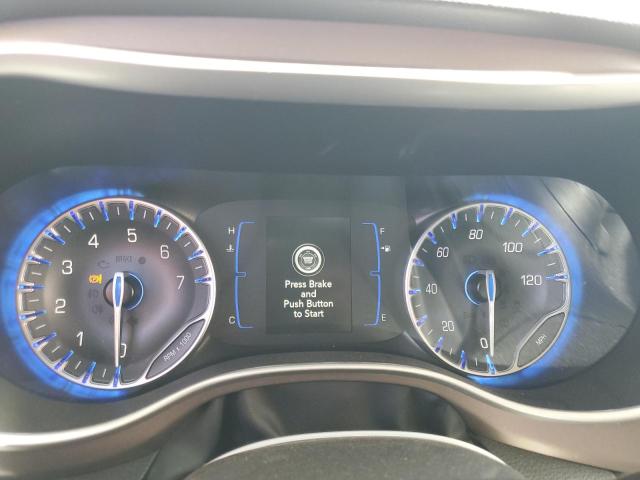 4 5 6
3 7
2
1
0
RPM x 1000
H F
C E
Press Brake
and
Push Button
to Start
80 100
60
40 120
20
0
MPH